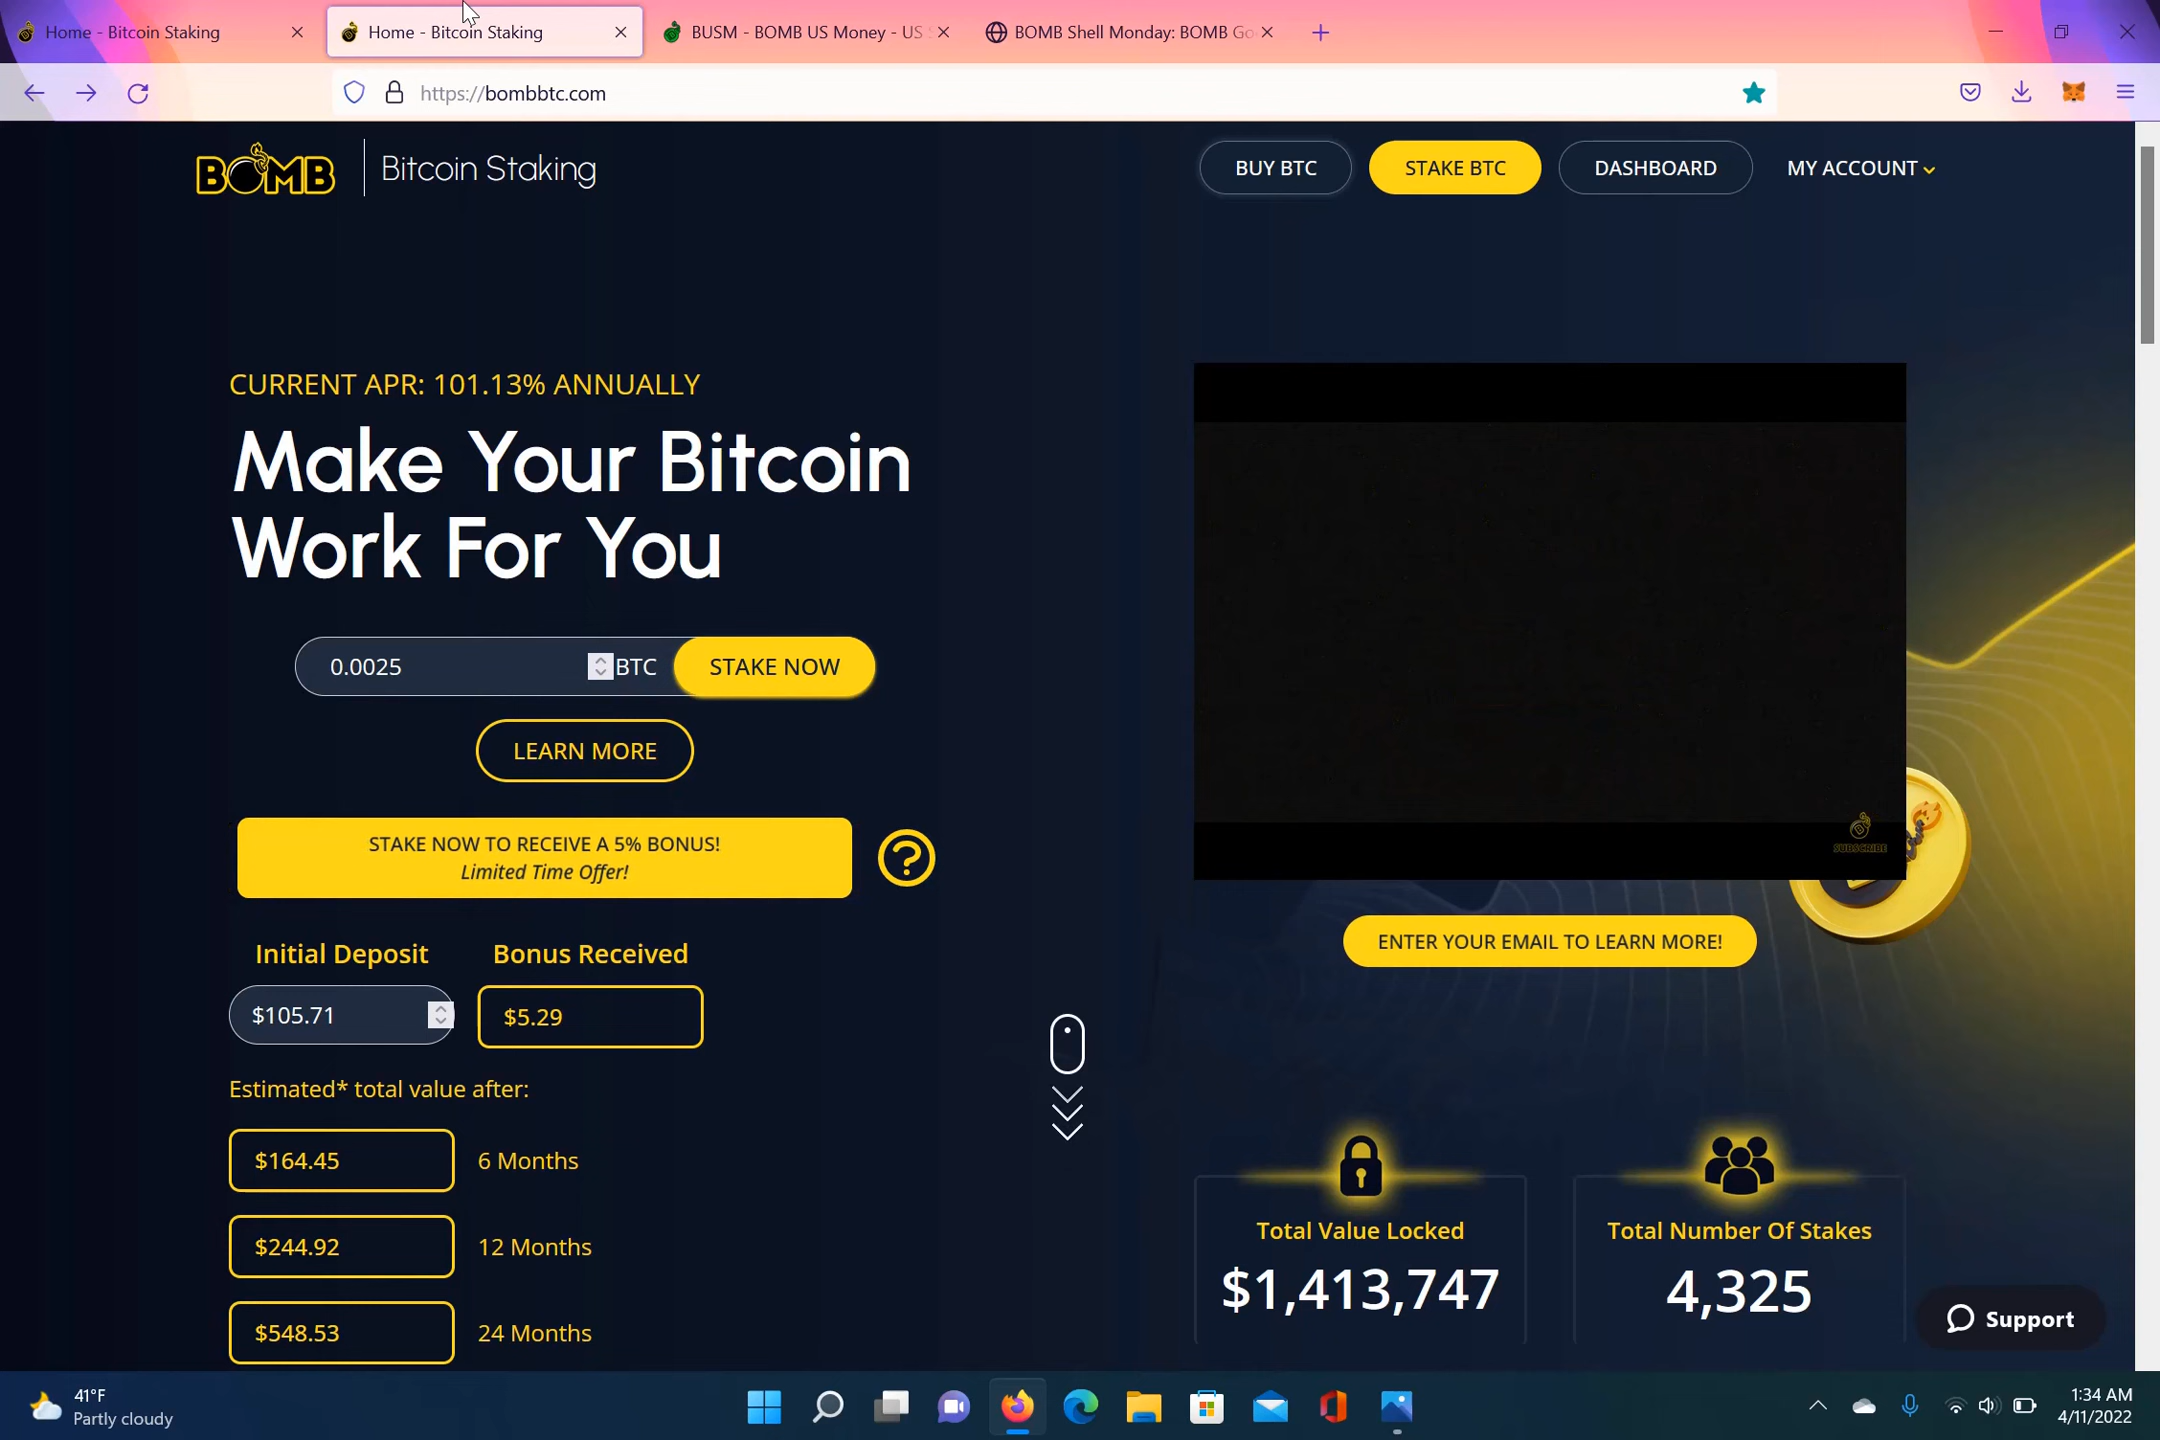 Home - Bitcoin Staking
Home - Bitcoin Staking
BUSM - BOMB US Money - US
BOMB Shell Monday: BOMB Go
https://bombbtc.com
BOMB
Bitcoin Staking
BUY BTC
STAKE BTC
DASHBOARD
MY ACCOUNT
CURRENT APR: 101.13% ANNUALLY
Make Your Bitcoin
Work For You
0.0025
BTC
STAKE NOW
LEARN MORE
STAKE NOW TO RECEIVE A 5% BONUS!
Limited Time Offer!
Initial Deposit
Bonus Received
$105.71
$5.29
Estimated* total value after:
$164.45
6 Months
$244.92
12 Months
$548.53
24 Months
SUBSCRIBE
ENTER YOUR EMAIL TO LEARN MORE!
Total Value Locked
$1,413,747
Total Number Of Stakes
4,325
Support
41°F
Partly cloudy
1:34 AM
4/11/2022